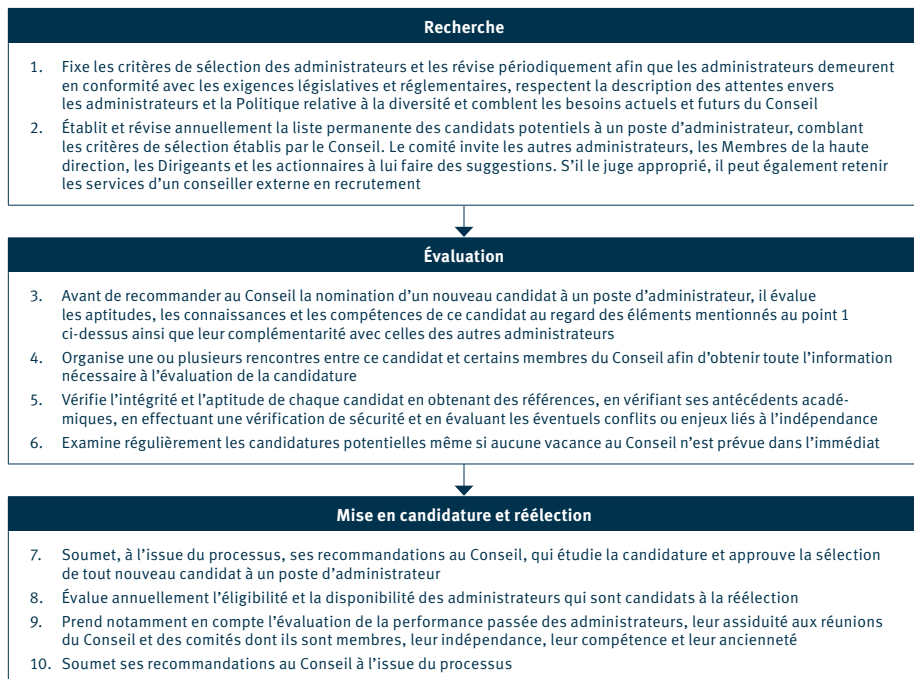 Recherche
1. Fixe les critères de sélection des administrateurs et les révise périodiquement afin que les administrateurs demeurent
en conformité avec les exigences législatives et réglementaires, respectent la description des attentes envers
les administrateurs et la Politique relative à la diversité et comblent les besoins actuels et futurs du Conseil
2. Établit et révise annuellement la liste permanente des candidats potentiels à un poste d’administrateur, comblant
les critères de sélection établis par le Conseil. Le comité invite les autres administrateurs, les Membres de la haute
direction, les Dirigeants et les actionnaires à lui faire des suggestions. S’il le juge approprié, il peut également retenir
les services d’un conseiller externe en recrutement
Évaluation
3. Avant de recommander au Conseil la nomination d’un nouveau candidat à un poste d’administrateur, il évalue
les aptitudes, les connaissances et les compétences de ce candidat au regard des éléments mentionnés au point 1
ci-dessus ainsi que leur complémentarité avec celles des autres administrateurs
4. Organise une ou plusieurs rencontres entre ce candidat et certains membres du Conseil afin d’obtenir toute l’information
nécessaire à l’évaluation de la candidature
5. Vérifie l’intégrité et l’aptitude de chaque candidat en obtenant des références, en vérifiant ses antécédents acadé-
miques, en effectuant une vérification de sécurité et en évaluant les éventuels conflits ou enjeux liés à l’indépendance
6. Examine régulièrement les candidatures potentielles même si aucune vacance au Conseil n’est prévue dans l’immédiat
Mise en candidature et réélection
7. Soumet, à l’issue du processus, ses recommandations au Conseil, qui étudie la candidature et approuve la sélection
de tout nouveau candidat à un poste d’administrateur
8. Évalue annuellement l’éligibilité et la disponibilité des administrateurs qui sont candidats à la réélection
9. Prend notamment en compte l’évaluation de la performance passée des administrateurs, leur assiduité aux réunions
du Conseil et des comités dont ils sont membres, leur indépendance, leur compétence et leur ancienneté
10. Soumet ses recommandations au Conseil à l’issue du processus